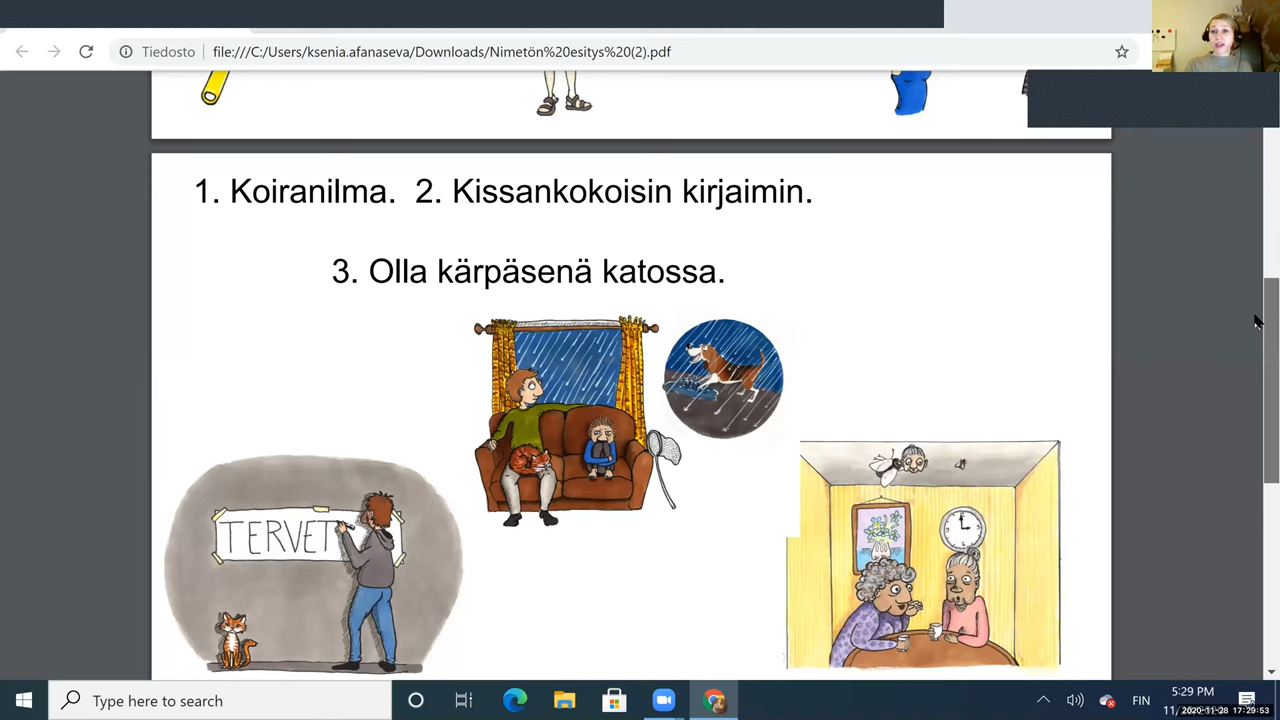 Tiedosto
file:///C:/Users/ksenia.afanaseva/Downloads/Nimetön%20esitys%20(2).pdf
1. Koiranilma. 2. Kissankokoisin kirjaimin.
3. Olla kärpäsenä katossa.
TERVET
Type here to search
FIN
5:29 PM
2020-11-28 17:29:53